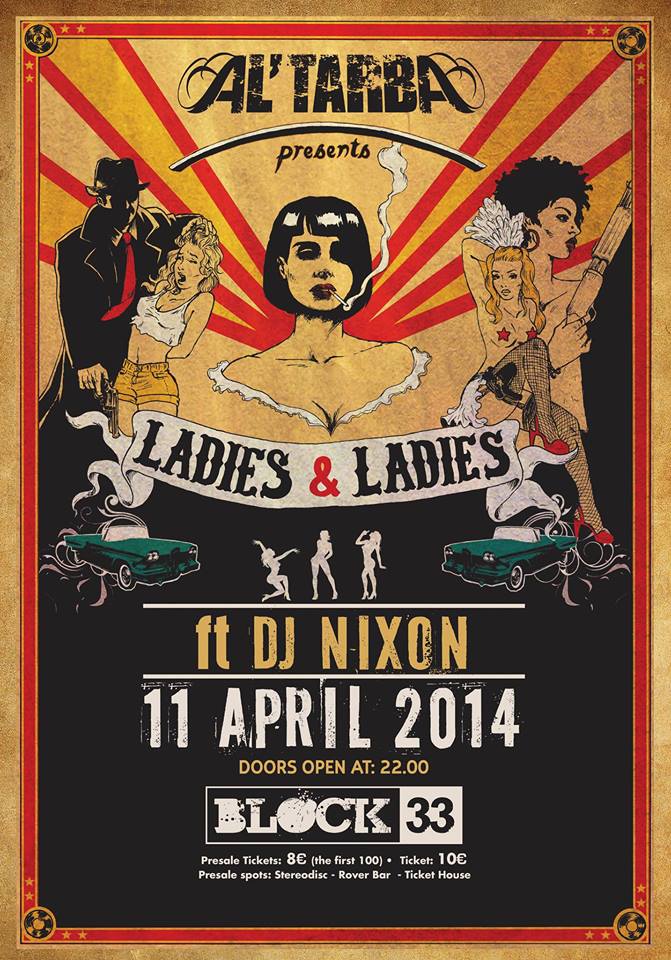 AL'TARBA
presents
LADIES & LADIES
ft DJ NIXON
11 APRIL 2014
DOORS OPEN AT: 22.00
BLOCK 33
Presale Tickets: 8€ (the first 100) • Ticket: 10€
Presale spots: Stereodisc - Rover Bar - Ticket House